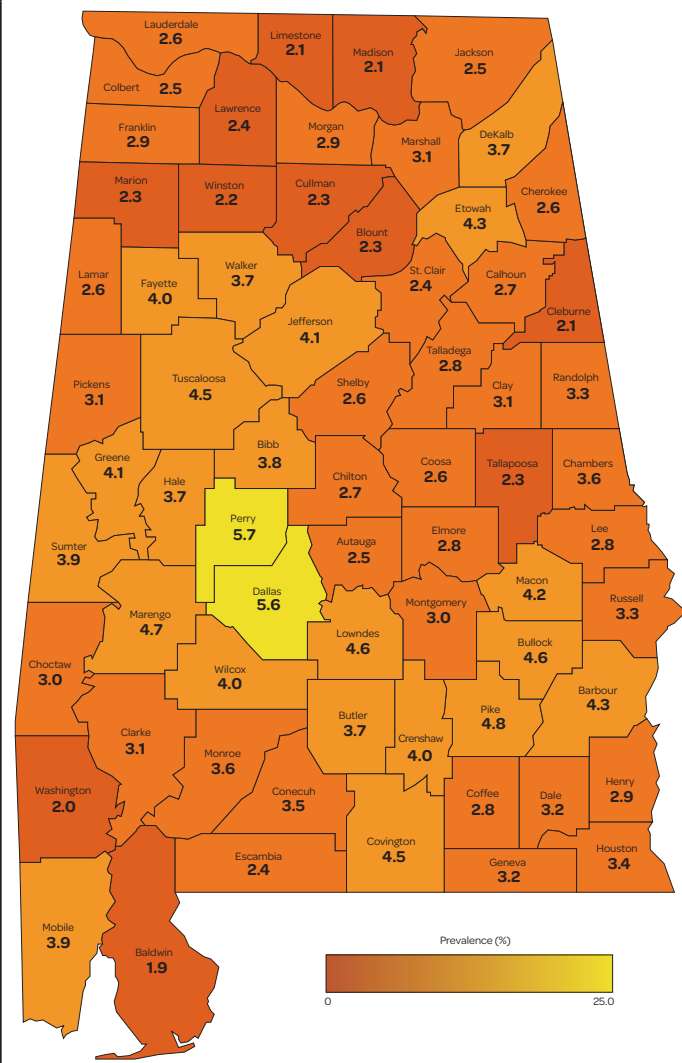 Lauderdale
2.6
Limestone
2.1
Madison
2.1
Jackson
2.5
Colbert 2.5
Lawrence
2.4
Franklin
2.9
Morgan
2.9
Marshall
3.1
DeKalb
3.7
Marion
2.3
Winston
2.2
Cullman
2.3
Cherokee
2.6
Etowah
4.3
Blount
2.3
Lamar
2.6
Fayette
4.0
Walker
3.7
St. Clair
2.4
Calhoun
2.7
Cleburne
2.1
Jefferson
4.1
Talladega
2.8
Pickens
3.1
Tuscaloosa
4.5
Shelby
2.6
Clay
3.1
Randolph
3.3
Greene
4.1
Bibb
3.8
Hale
3.7
Chilton
2.7
Coosa
2.6
Tallapoosa
2.3
Chambers
3.6
Perry
5.7
Sumter
3.9
Autauga
2.5
Elmore
2.8
Lee
2.8
Dallas
5.6
Macon
4.2
Marengo
4.7
Montgomery
3.0
Russell
3.3
Lowndes
4.6
Bullock
4.6
Choctaw
3.0
Wilcox
4.0
Barbour
4.3
Clarke
3.1
Butler
3.7
Pike
4.8
Crenshaw
4.0
Monroe
3.6
Washington
2.0
Conecuh
3.5
Coffee
2.8
Dale
3.2
Henry
2.9
Covington
4.5
Escambia
2.4
Geneva
3.2
Houston
3.4
Mobile
3.9
Baldwin
1.9
Prevalence (%)
0 25.0